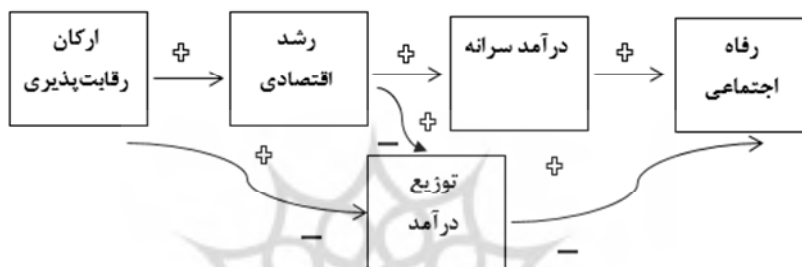 ارکان
رقابت‌پذیری
+
رشد
اقتصادی
+
درآمد سرانه
+
رفاه
اجتماعی
+
−
+
−
توزیع
درآمد
+
−